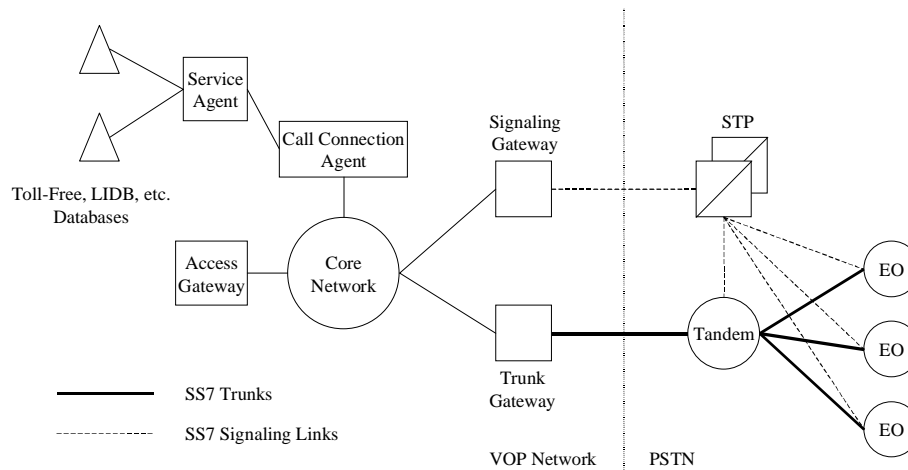 Service
Agent
Call Connection
Agent
Signaling
Gateway
STP
Toll-Free, LIDB, etc.
Databases
Access
Gateway
Core
Network
EO
Tandem
EO
Trunk
Gateway
EO
SS7 Trunks
SS7 Signaling Links
VOP Network
PSTN